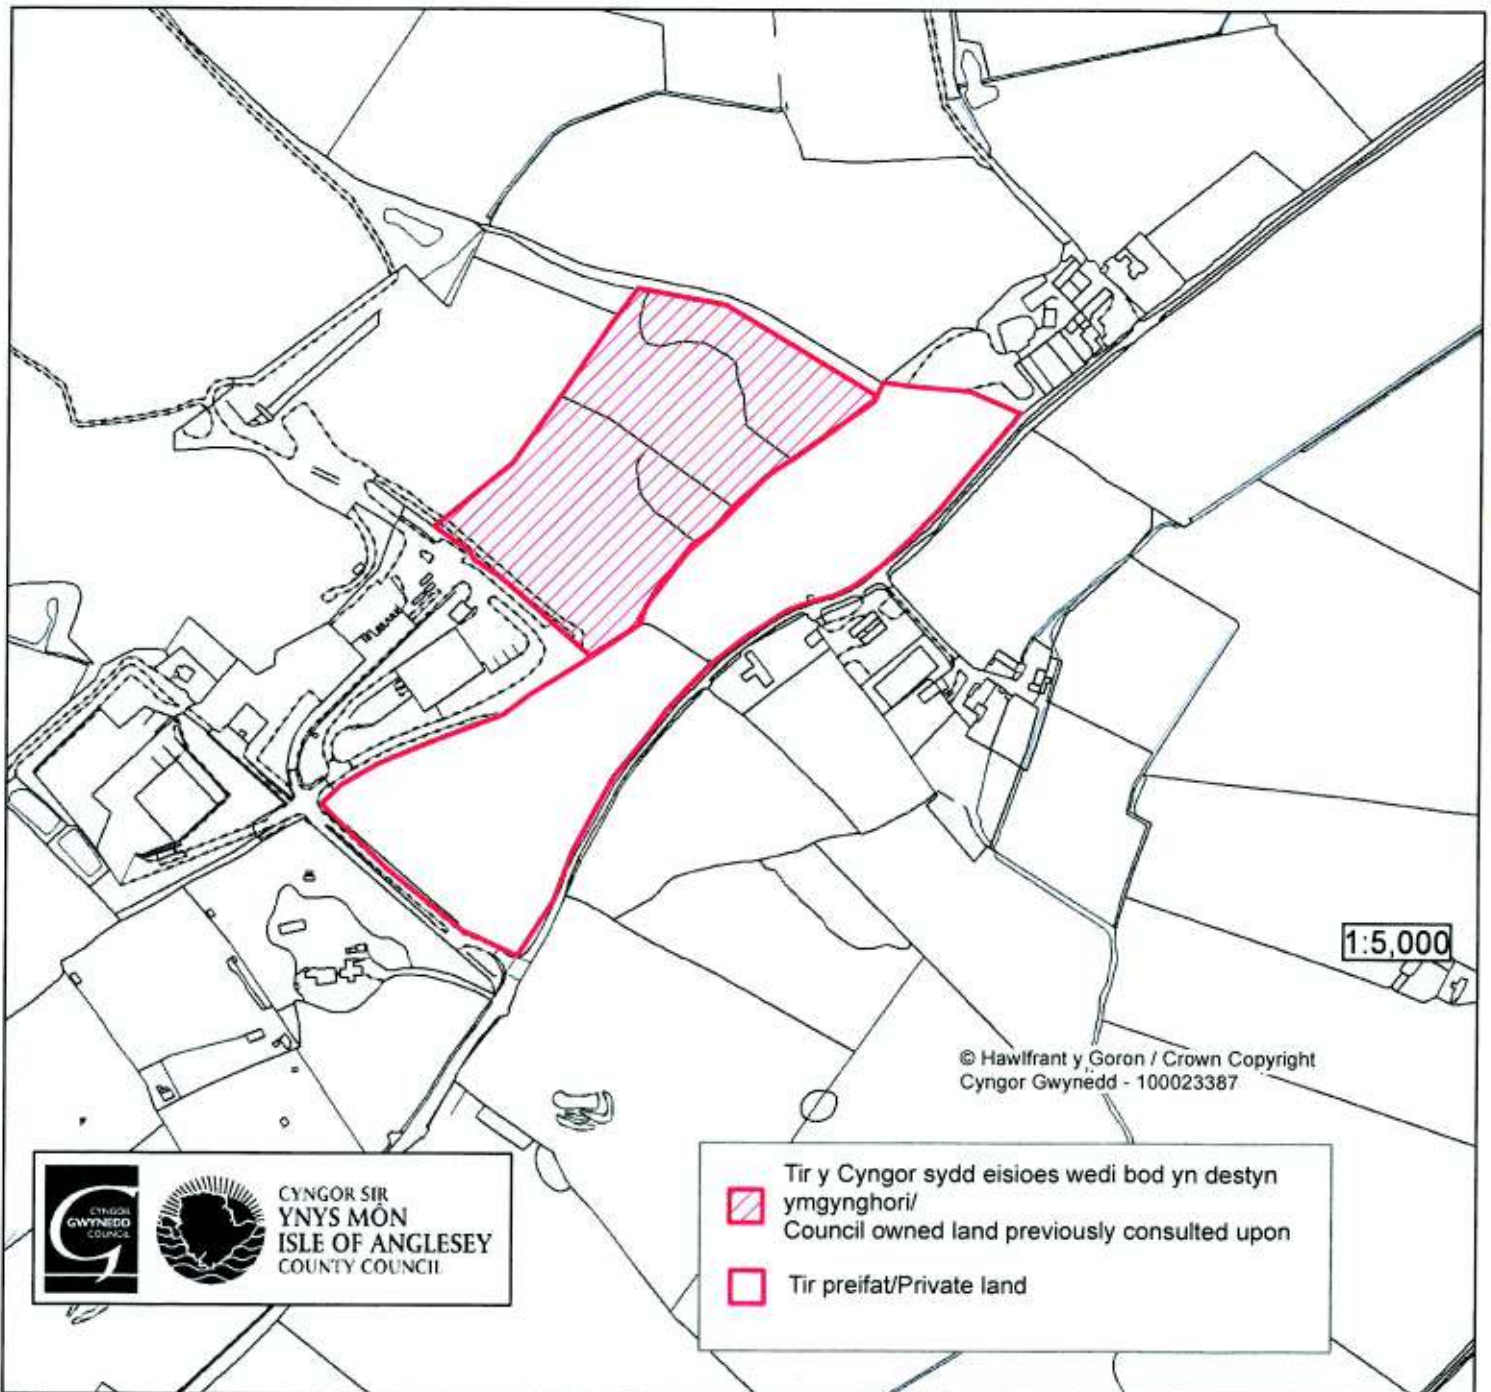 1:5,000
© Hawlfraint y Goron / Crown Copyright
Cyngor Gwynedd - 100023387
CYNGOR
GWYNEDD
COUNCIL
CYNGOR SIR
YNYS MÔN
ISLE OF ANGLESEY
COUNTY COUNCIL
Tir y Cyngor sydd eisioes wedi bod yn destyn
ymgynghori/
Council owned land previously consulted upon
Tir preifat/Private land